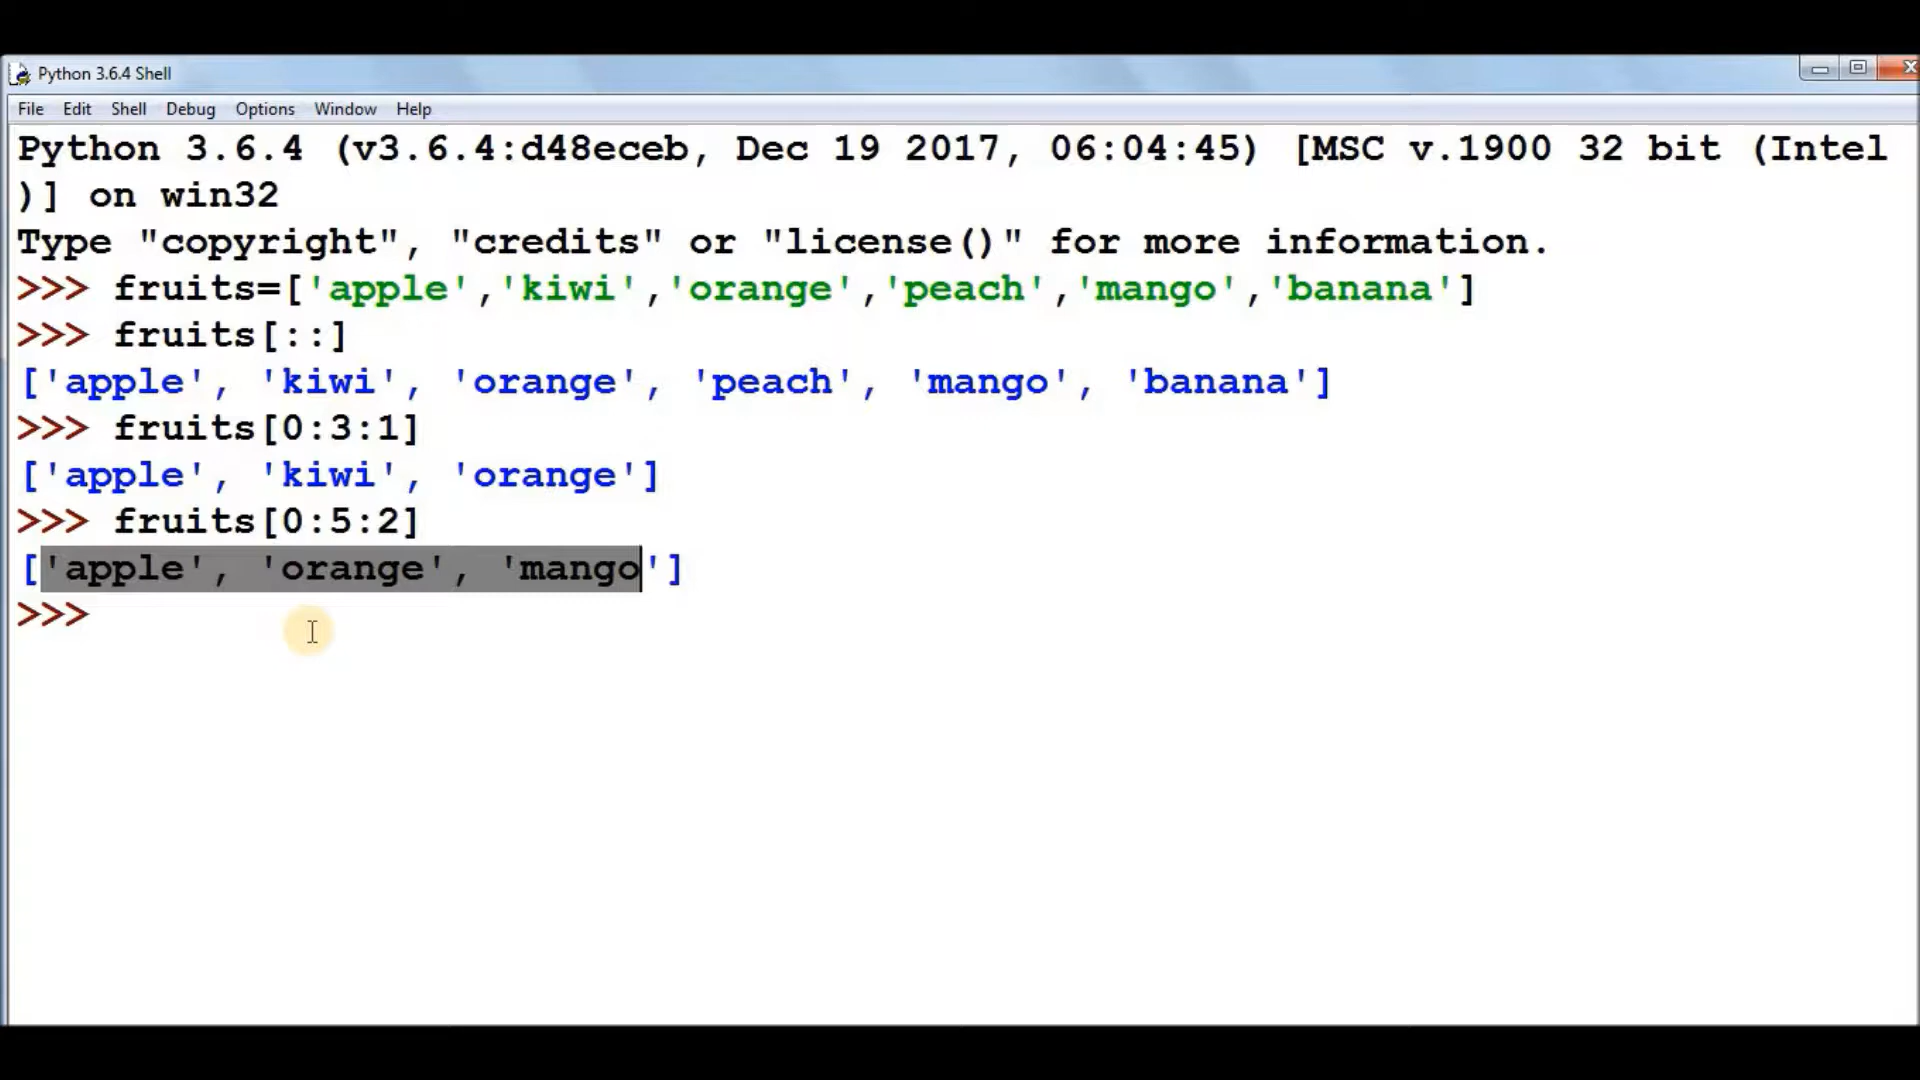 Python 3.6.4 Shell
File Edit Shell Debug Options Window Help
Python 3.6.4 (v3.6.4:d48eceb, Dec 19 2017, 06:04:45) [MSC v.1900 32 bit (Intel
)] on win32
Type "copyright", "credits" or "license()" for more information.
>>> fruits=['apple','kiwi','orange','peach','mango','banana']
>>> fruits[::]
['apple', 'kiwi', 'orange', 'peach', 'mango', 'banana']
>>> fruits[0:3:1]
['apple', 'kiwi', 'orange']
>>> fruits[0:5:2]
['apple', 'orange', 'mango']
>>>